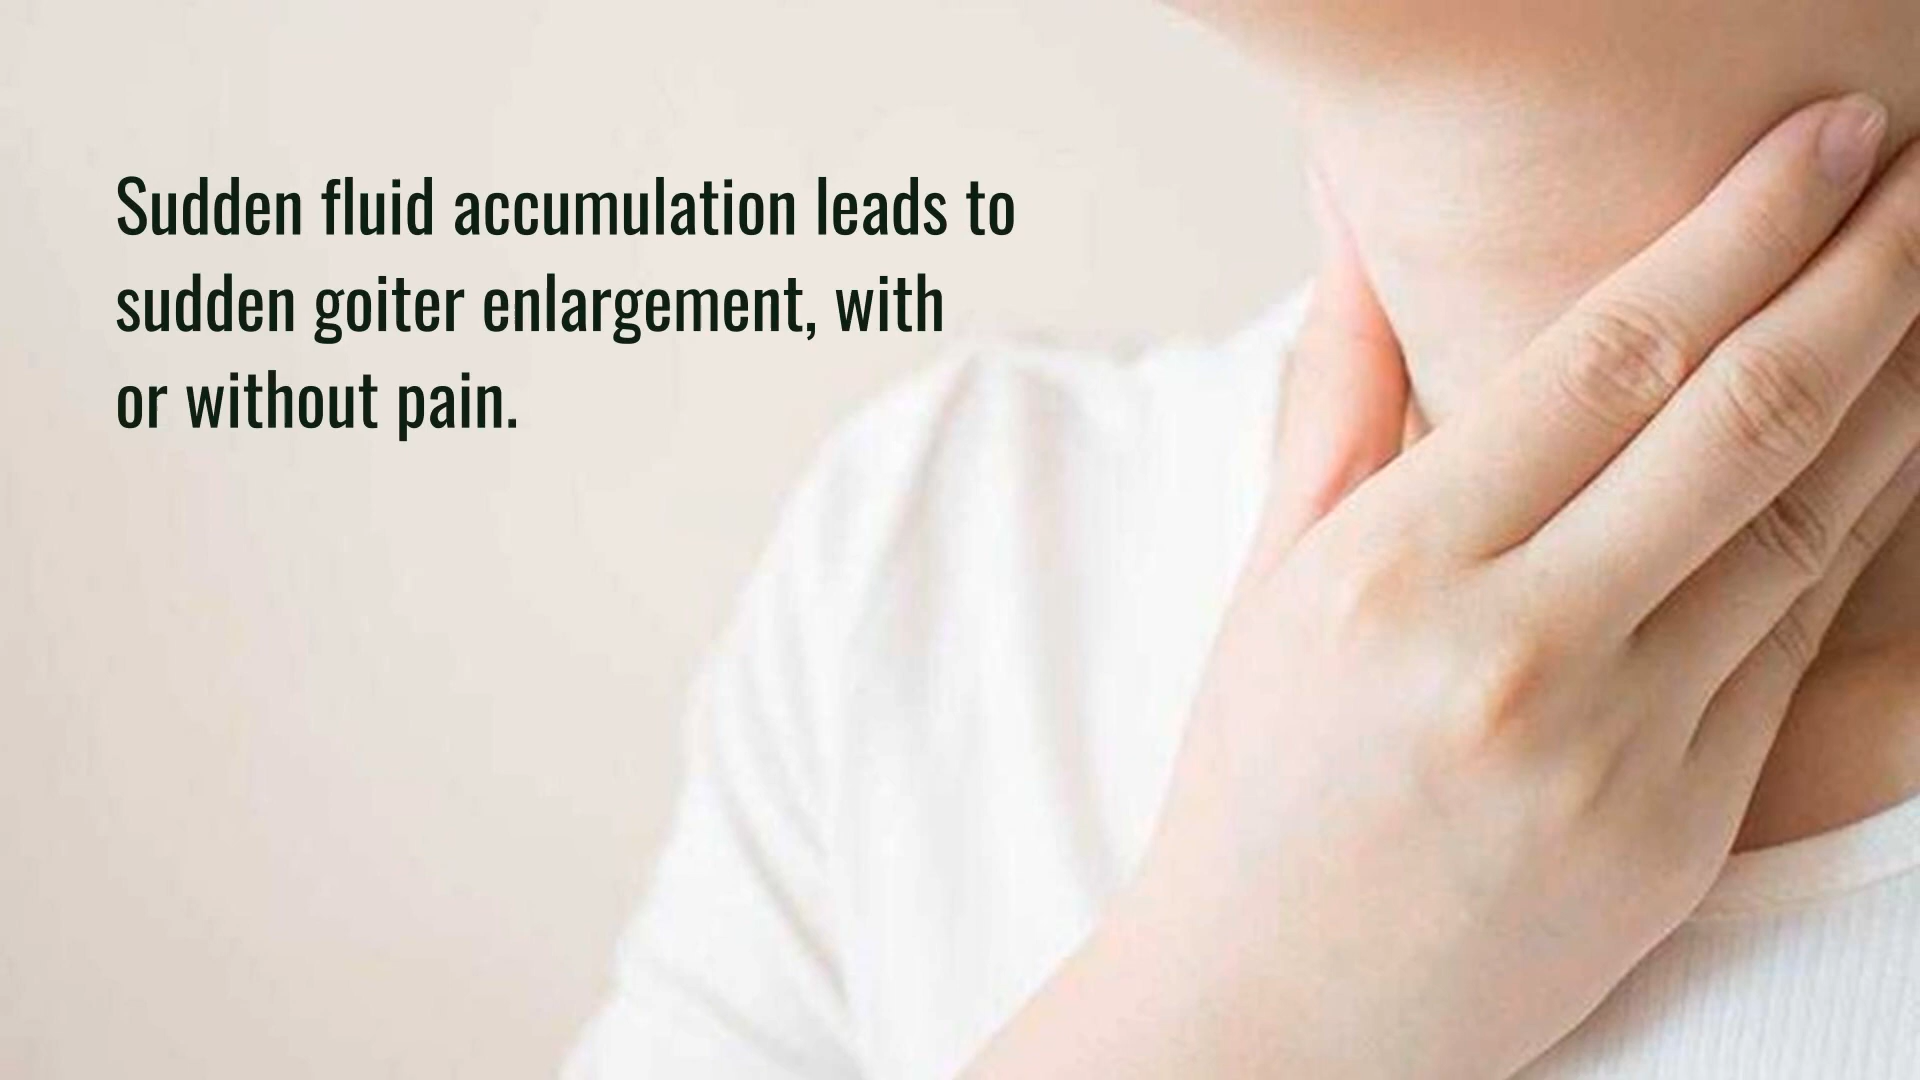 Sudden fluid accumulation leads to
sudden goiter enlargement, with
or without pain.